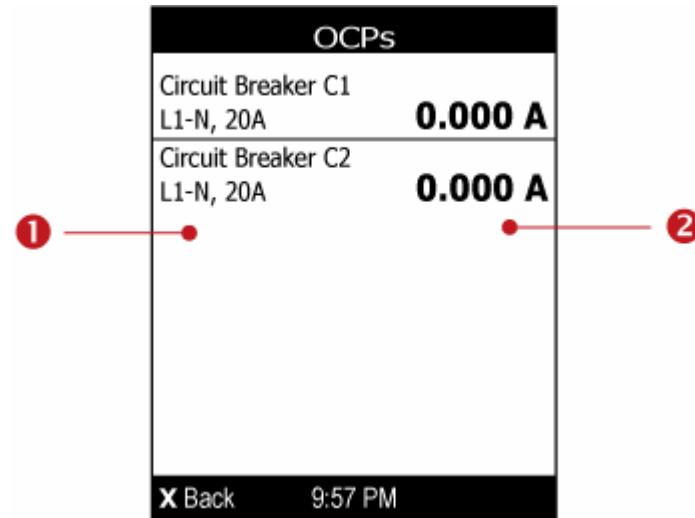 OCPs
Circuit Breaker C1
L1-N, 20A 0.000 A
Circuit Breaker C2
L1-N, 20A 0.000 A
1 2
X Back 9:57 PM